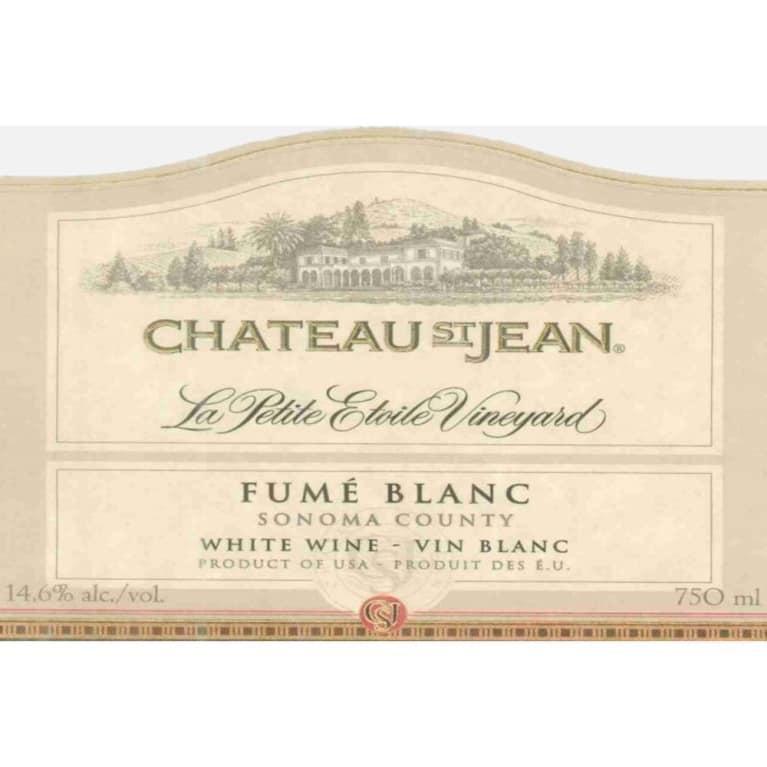 CHATEAU ST JEAN®
La Petite Etoile Vineyard
FUMÉ BLANC
SONOMA COUNTY
WHITE WINE - VIN BLANC
PRODUCT OF USA - PRODUIT DES É.U.
14,6% alc./vol.
750 ml
CSJ